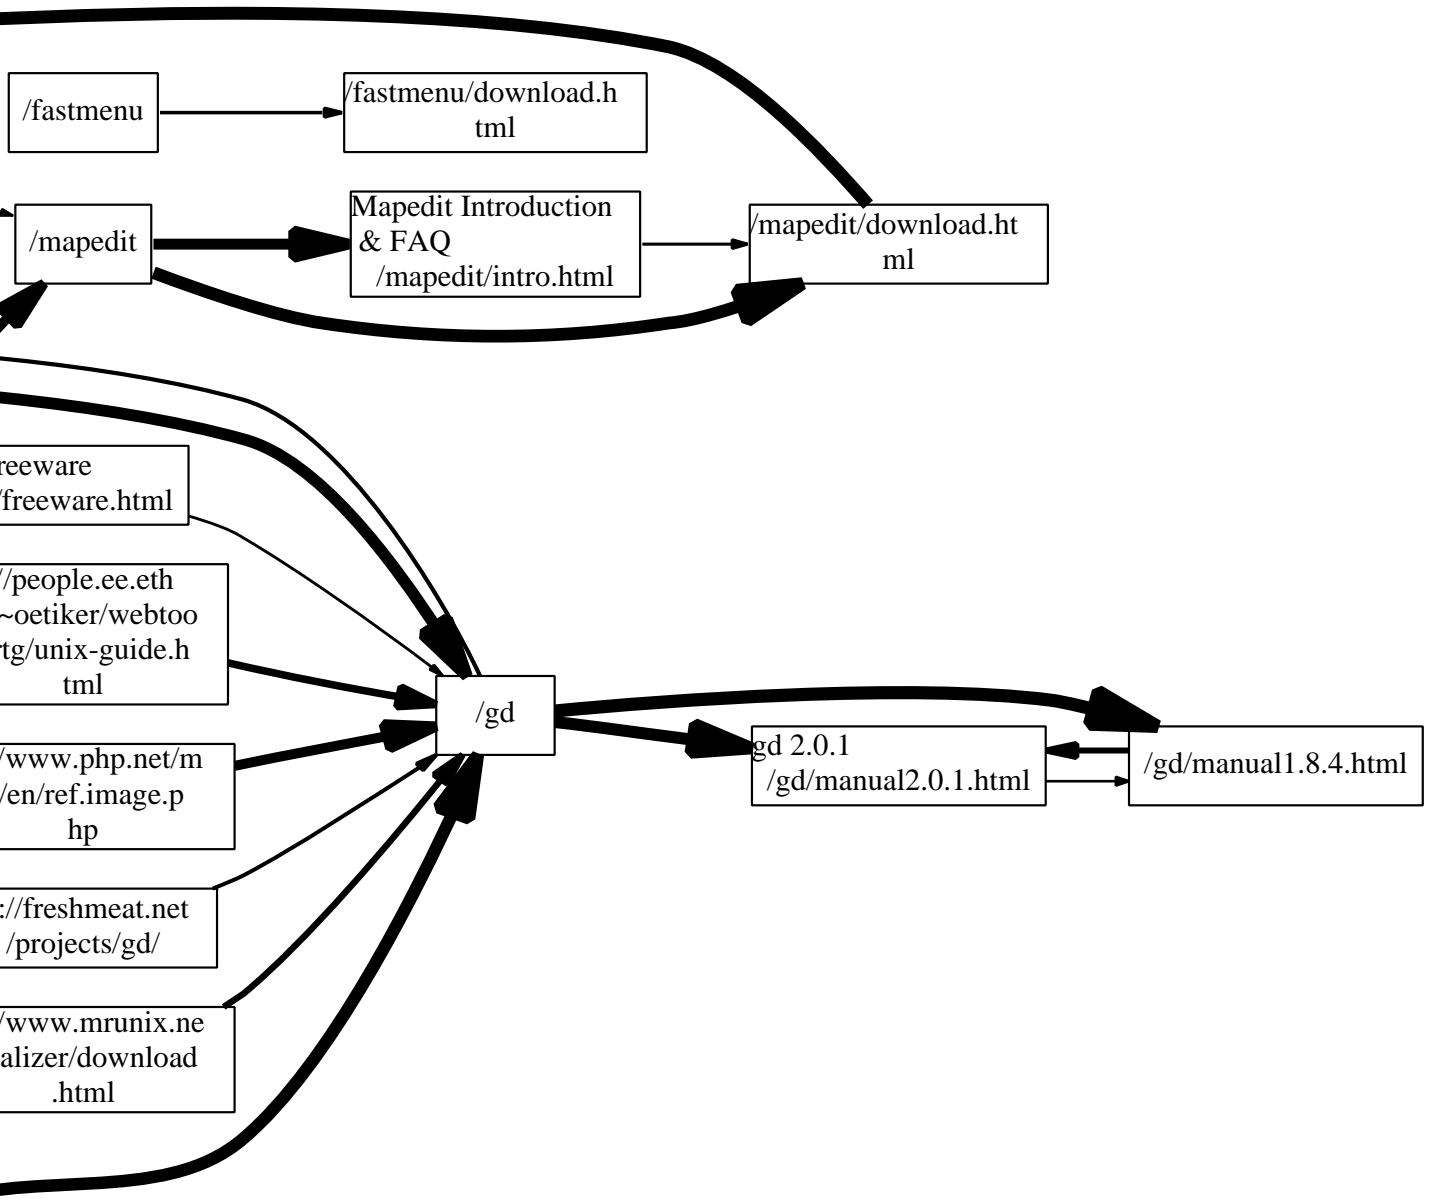 /fastmenu
/fastmenu/download.h
tml
/mapedit
Mapedit Introduction
& FAQ
/mapedit/intro.html
/mapedit/download.ht
ml
reeware
/freeware.html
//people.ee.eth
~oetiker/webtoo
rtg/unix-guide.h
tml
/www.php.net/m
/en/ref.image.p
hp
://freshmeat.net
/projects/gd/
/www.mrunix.ne
alizer/download
.html
/gd
gd 2.0.1
/gd/manual2.0.1.html
/gd/manual1.8.4.html